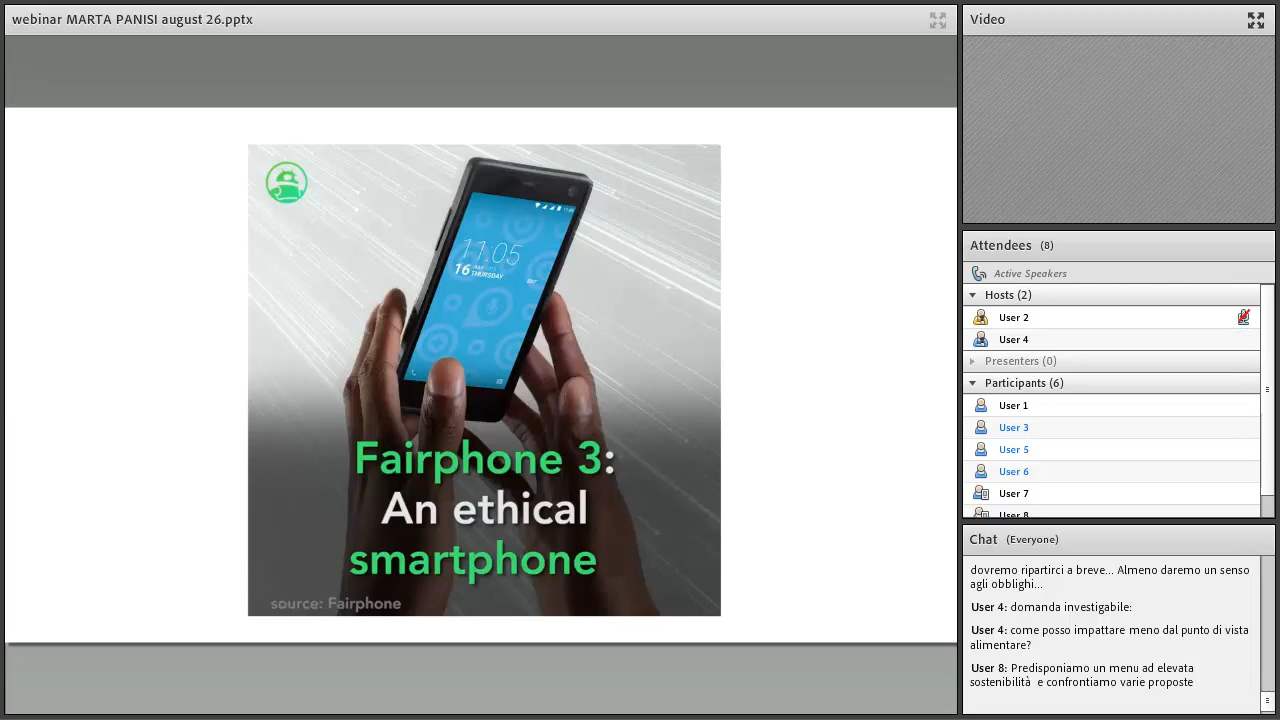 webinar MARTA PANISI august 26.pptx
11:05
16
THURSDAY
Fairphone 3:
An ethical
smartphone
source: Fairphone
Video
Attendees (8)
Active Speakers
Hosts (2)
User 2
User 4
Presenters (0)
Participants (6)
User 1
User 3
User 5
User 6
User 7
User 8
Chat (Everyone)
dovremo ripartirci a breve... Almeno daremo un senso
agli obblighi...
User 4: domanda investigabile:
User 4: come posso impattare meno dal punto di vista
alimentare?
User 8: Predisponiamo un menu ad elevata
sostenibilità e confrontiamo varie proposte